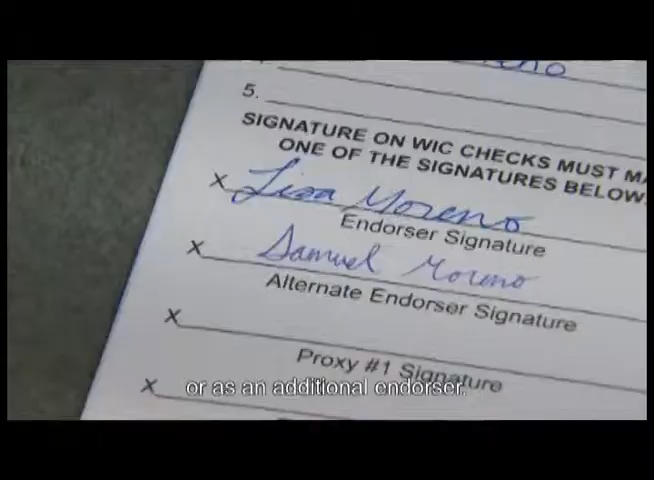 5.
SIGNATURE ON WIC CHECKS MUST
ONE OF THE SIGNATURES BELOW
X Lisa Moreno
Endorser Signature
X Samuel Moreno
Alternate Endorser Signature
X
Proxy #1 Signature
or as an additional endorser.
X